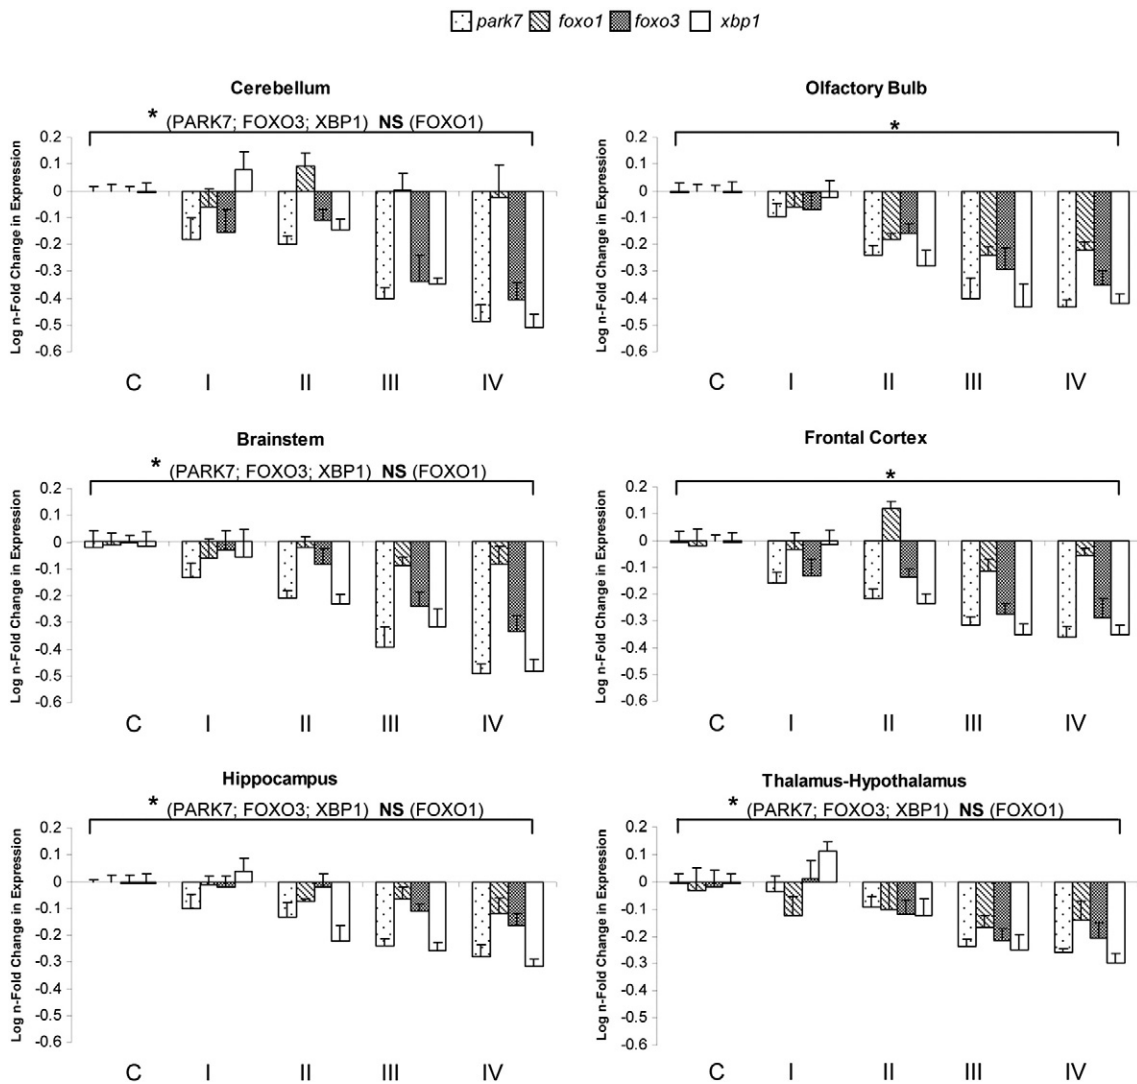 park7 foxo1 foxo3 xbp1
Cerebellum
* (PARK7; FOXO3; XBP1) NS (FOXO1)
Log n-Fold Change in Expression
0.2
0.1
0
-0.1
-0.2
-0.3
-0.4
-0.5
-0.6
C I II III IV
Olfactory Bulb
*
Log n-Fold Change in Expression
0.2
0.1
0
-0.1
-0.2
-0.3
-0.4
-0.5
-0.6
C I II III IV
Brainstem
* (PARK7; FOXO3; XBP1) NS (FOXO1)
Log n-Fold Change in Expression
0.2
0.1
0
-0.1
-0.2
-0.3
-0.4
-0.5
-0.6
C I II III IV
Frontal Cortex
*
Log n-Fold Change in Expression
0.2
0.1
0
-0.1
-0.2
-0.3
-0.4
-0.5
-0.6
C I II III IV
Hippocampus
* (PARK7; FOXO3; XBP1) NS (FOXO1)
Log n-Fold Change in Expression
0.2
0.1
0
-0.1
-0.2
-0.3
-0.4
-0.5
-0.6
C I II III IV
Thalamus-Hypothalamus
* (PARK7; FOXO3; XBP1) NS (FOXO1)
Log n-Fold Change in Expression
0.2
0.1
0
-0.1
-0.2
-0.3
-0.4
-0.5
-0.6
C I II III IV